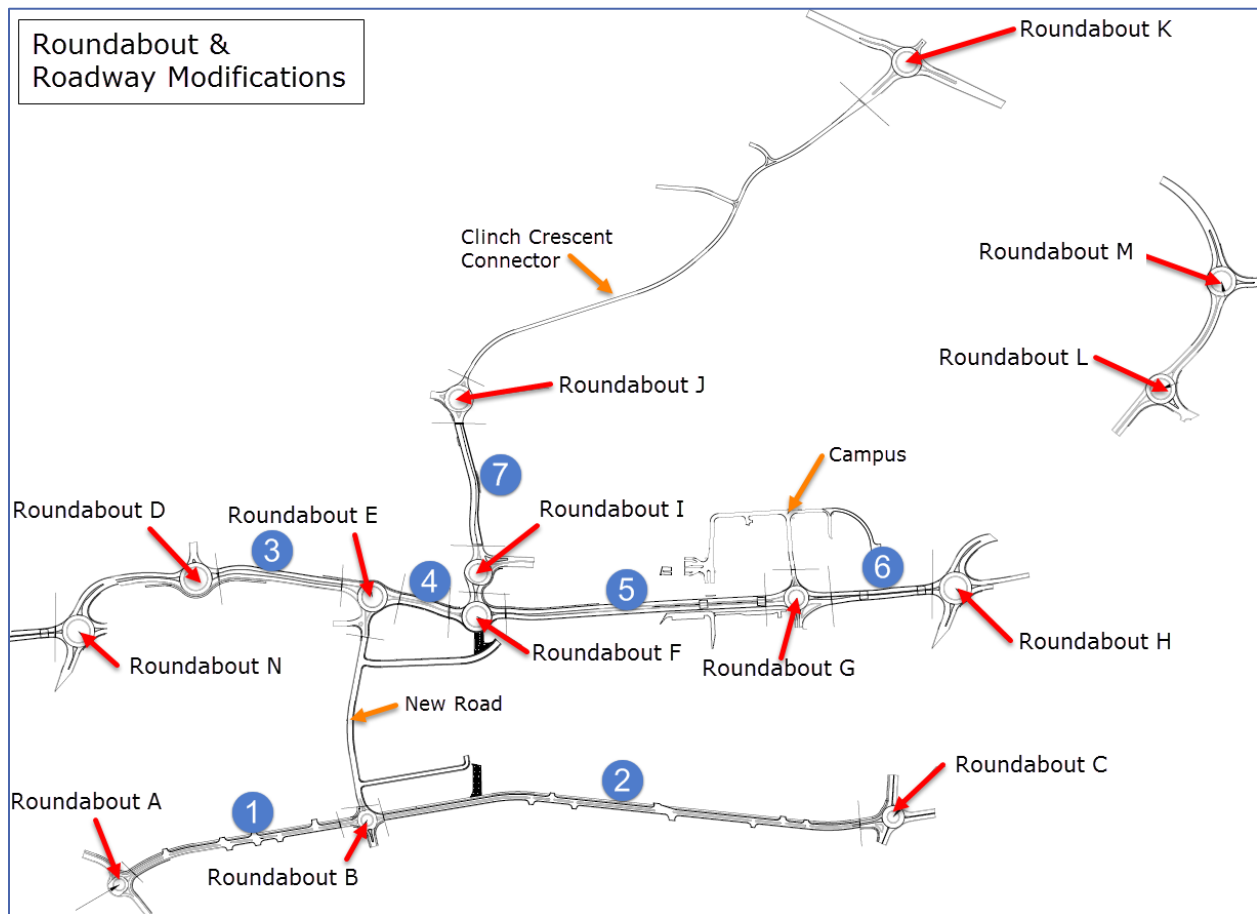 Roundabout &
Roadway Modifications
Roundabout K
Clinch Crescent
Connector
Roundabout M
Roundabout L
Roundabout J
7
Campus
Roundabout D
Roundabout E
Roundabout I
3
4
5
6
Roundabout N
Roundabout F
Roundabout G
Roundabout H
New Road
Roundabout A
1
2
Roundabout C
Roundabout B